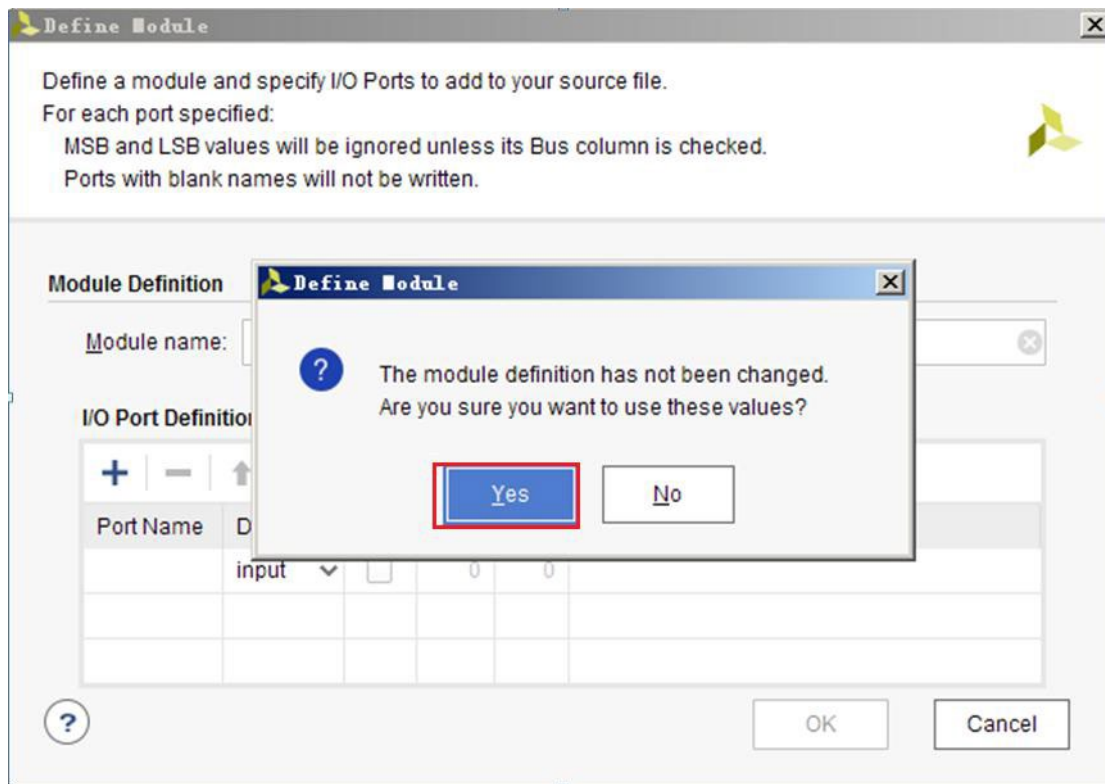 Define Module
Define a module and specify I/O Ports to add to your source file.
For each port specified:
MSB and LSB values will be ignored unless its Bus column is checked.
Ports with blank names will not be written.
Module Definition
Module name:
I/O Port Definition
Define Module
?
The module definition has not been changed.
Are you sure you want to use these values?
Yes No
Port Name D
input 0 0
?
OK Cancel